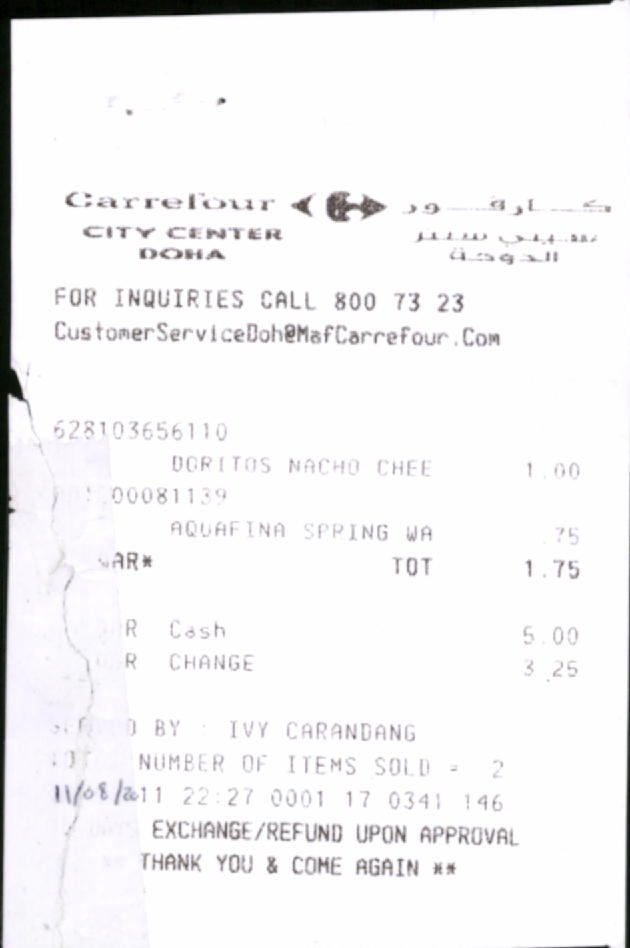 Carrefour كارفور
CITY CENTER سيتي سنتر
DOHA الدوحة
FOR INQUIRIES CALL 800 73 23
CustomerServiceDoh@MafCarrefour.Com
628103656110
DORITOS NACHO CHEE 1.00
00081139
AQUAFINA SPRING WA .75
AR* TOT 1.75
R Cash 5.00
R CHANGE 3.25
BY : IVY CARANDANG
NUMBER OF ITEMS SOLD = 2
11/08/2011 22:27 0001 17 0341 146
DAYS EXCHANGE/REFUND UPON APPROVAL
THANK YOU & COME AGAIN **